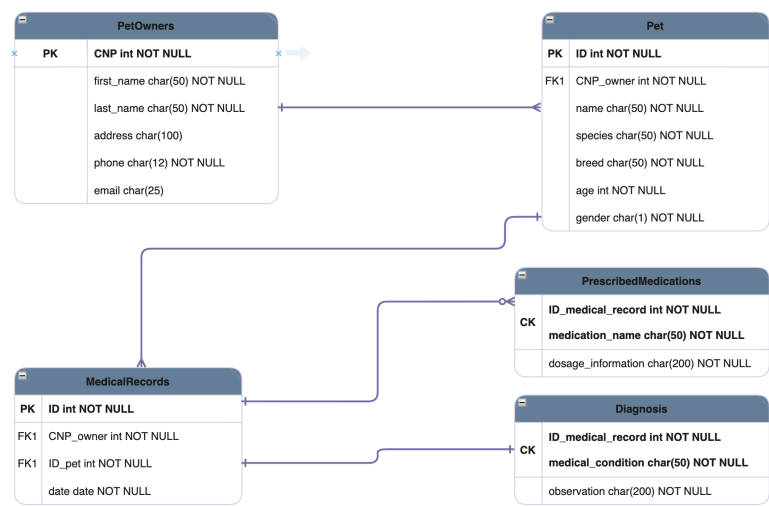 PetOwners
PK CNP int NOT NULL
first_name char(50) NOT NULL
last_name char(50) NOT NULL
address char(100)
phone char(12) NOT NULL
email char(25)
Pet
PK ID int NOT NULL
FK1 CNP_owner int NOT NULL
name char(50) NOT NULL
species char(50) NOT NULL
breed char(50) NOT NULL
age int NOT NULL
gender char(1) NOT NULL
PrescribedMedications
CK
ID_medical_record int NOT NULL
medication_name char(50) NOT NULL
dosage_information char(200) NOT NULL
MedicalRecords
PK ID int NOT NULL
FK1 CNP_owner int NOT NULL
FK1 ID_pet int NOT NULL
date date NOT NULL
Diagnosis
CK
ID_medical_record int NOT NULL
medical_condition char(50) NOT NULL
observation char(200) NOT NULL